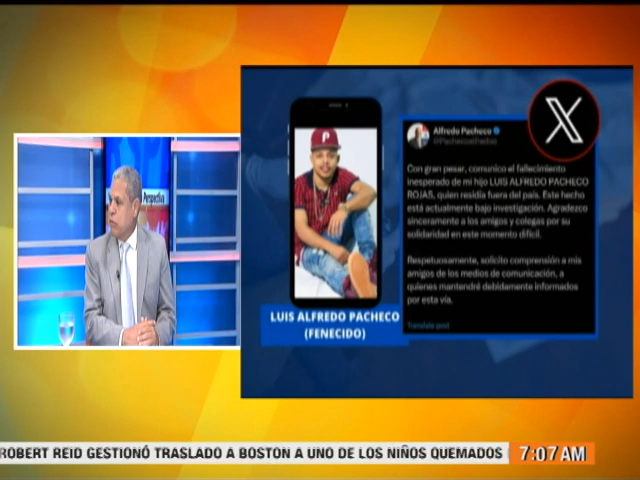 Perspectiva
X
Alfredo Pacheco
Con gran pesar, comunico el fallecimiento
inesperado de mi hijo LUIS ALFREDO PACHECO
ROJAS, quien residía fuera del país. Este hecho
está actualmente bajo investigación. Agradezco
sinceramente a los amigos y colegas por su
solidaridad en este momento difícil.
Respetuosamente, solicito comprensión a mis
amigos de los medios de comunicación, a
quienes mantendré debidamente informados
por esta vía.
Translate post
P
LUIS ALFREDO PACHECO
(FENECIDO)
ROBERT REID GESTIONÓ TRASLADO A BOSTON A UNO DE LOS NIÑOS QUEMADOS
7:07 AM